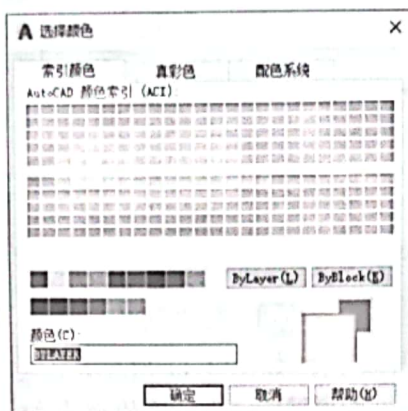 选择颜色
索引颜色 真彩色 配色系统
AutoCAD 颜色索引 (ACI):
ByLayer(L) ByBlock(K)
颜色(C):
BYLAYER
确定 取消 帮助(H)